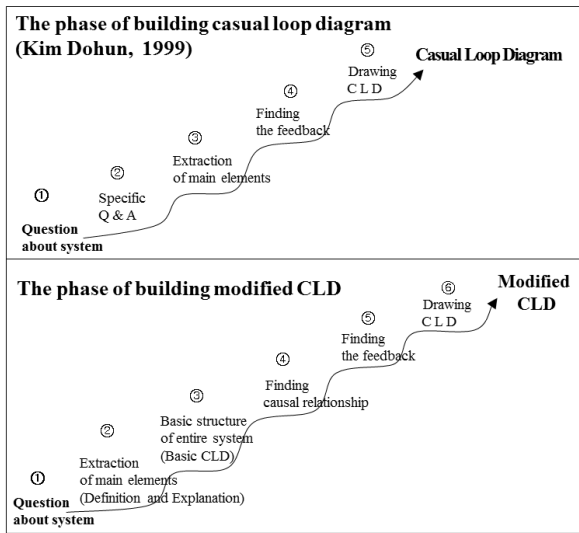 The phase of building casual loop diagram
(Kim Dohun, 1999)
⑤
Casual Loop Diagram
Drawing
C L D
④
Finding
the feedback
③
Extraction
of main elements
②
Specific
Q & A
①
Question
about system
The phase of building modified CLD
Modified
CLD
⑥
Drawing
C L D
⑤
Finding
the feedback
④
Finding
causal relationship
③
Basic structure
of entire system
(Basic CLD)
②
Extraction
of main elements
(Definition and Explanation)
①
Question
about system